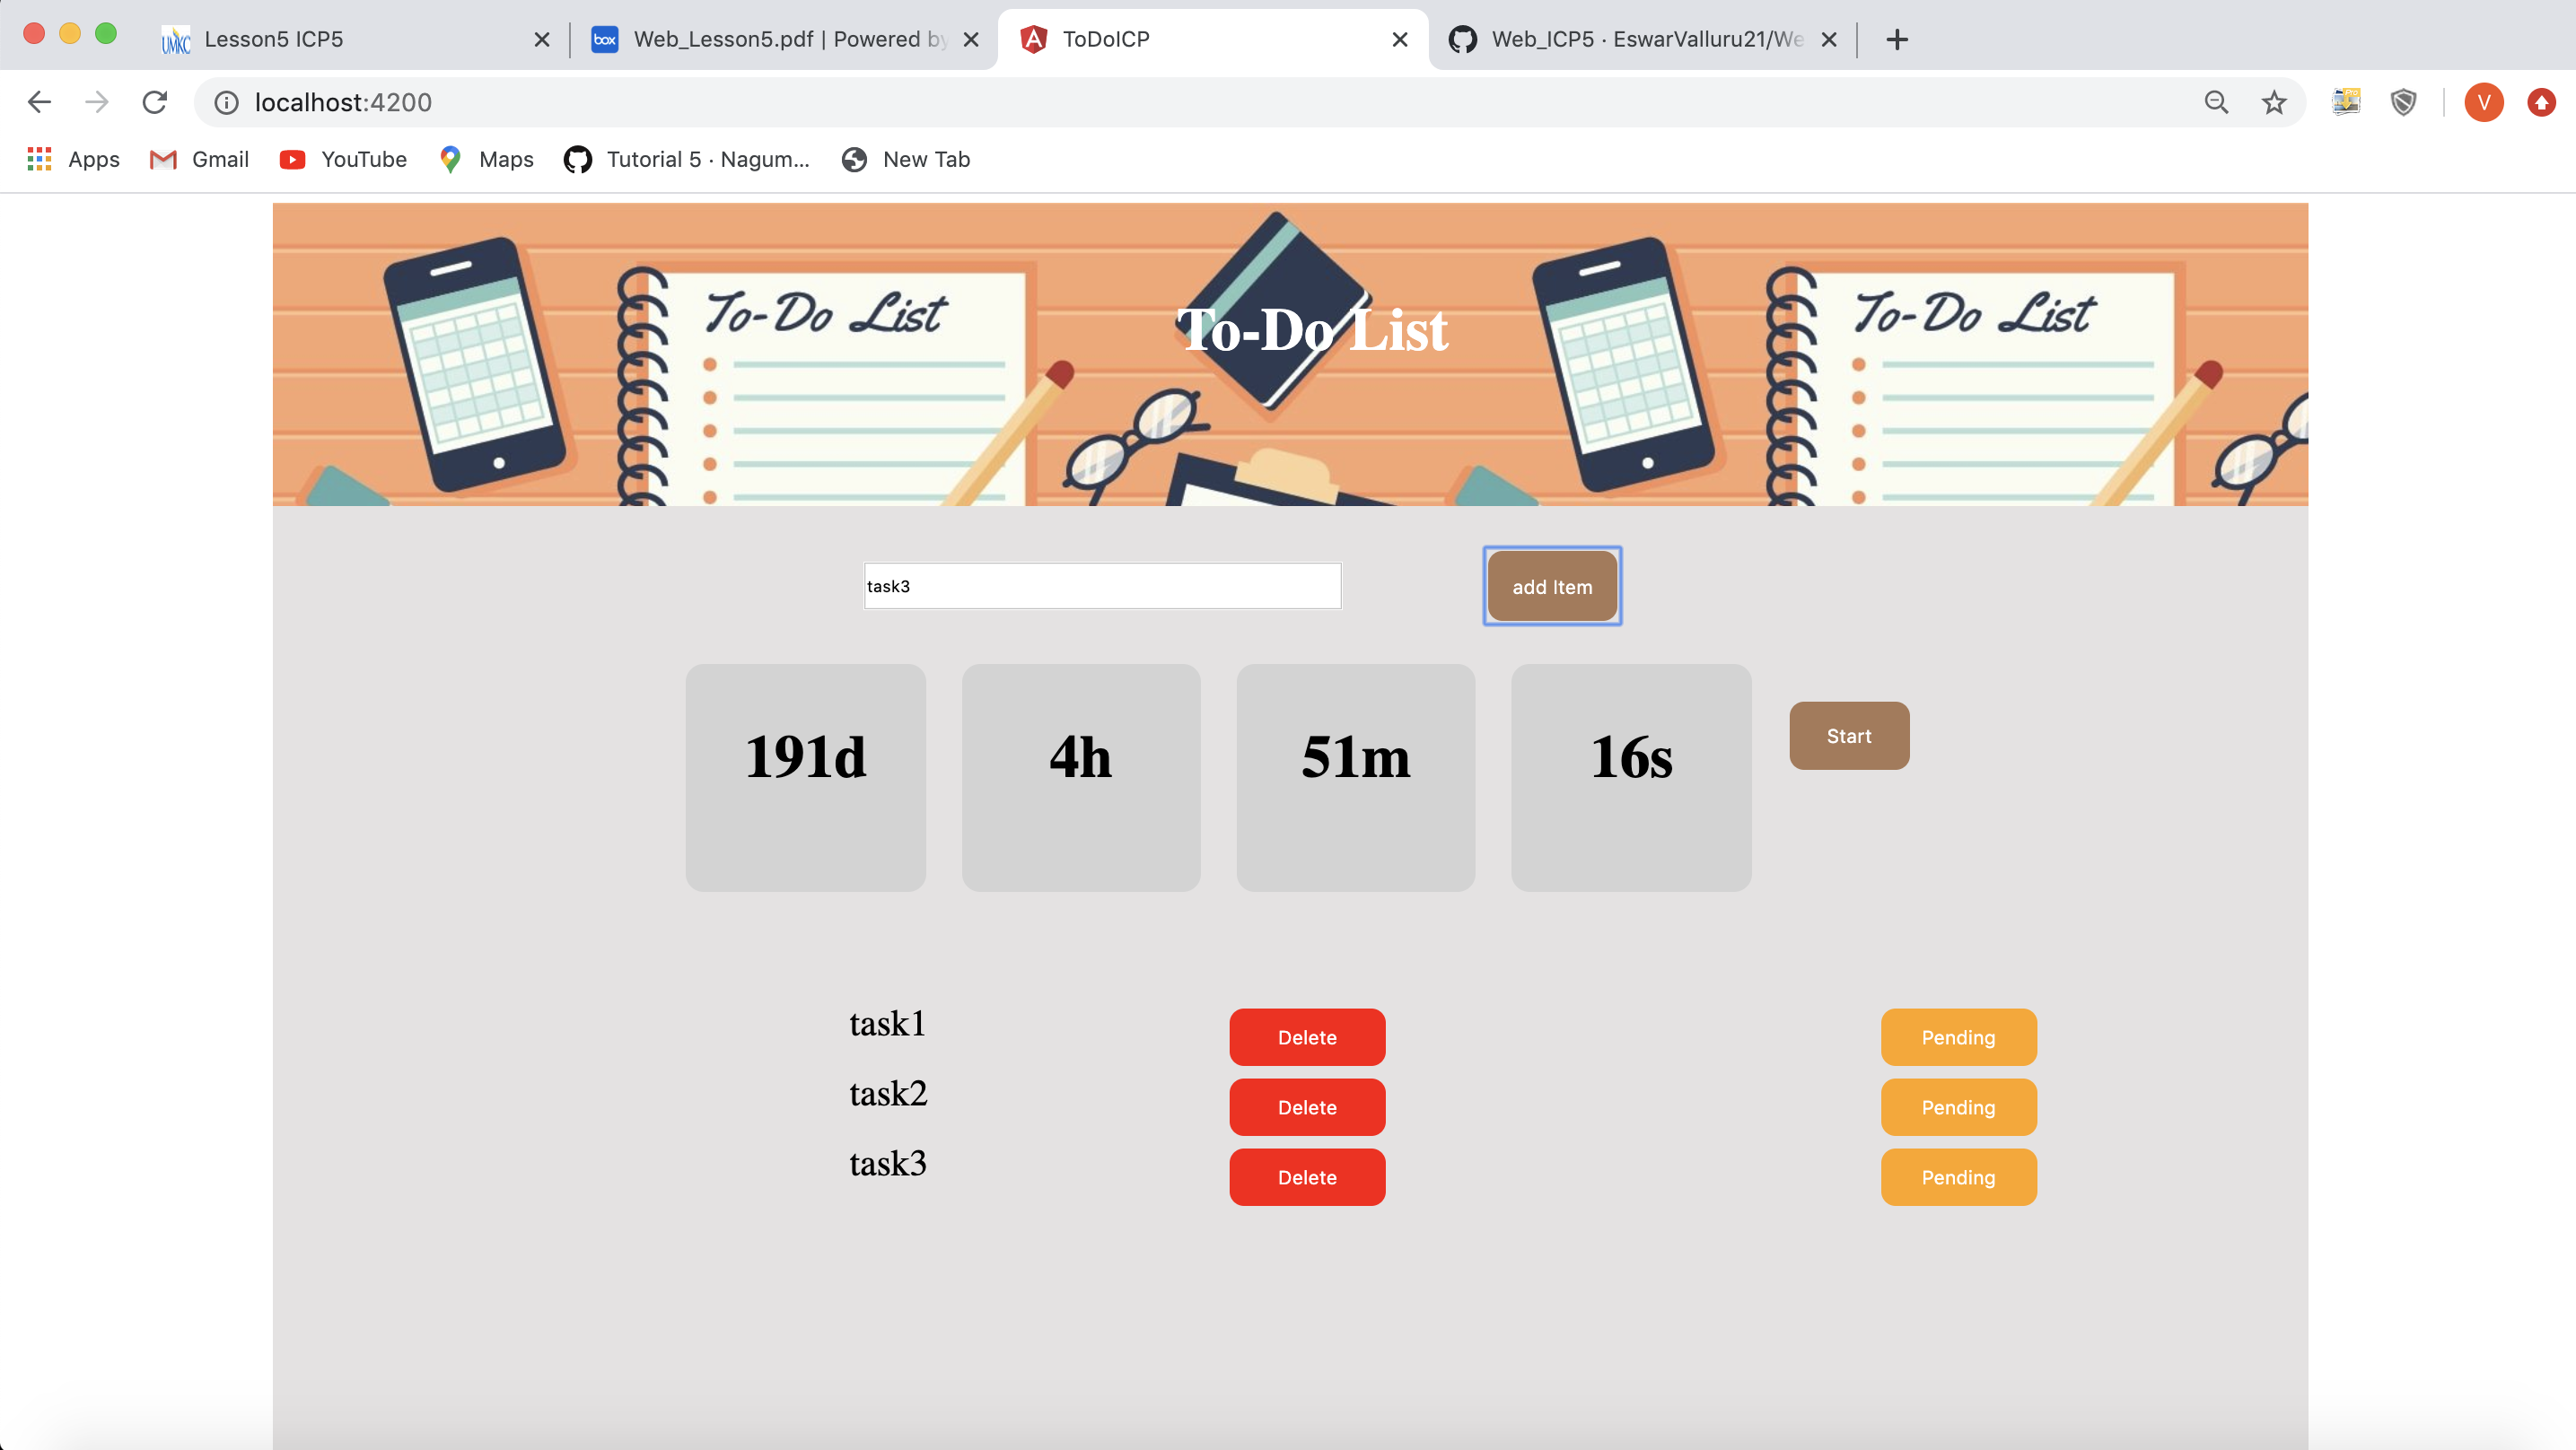 UMKC Lesson5 ICP5
box Web_Lesson5.pdf | Powered by
ToDoICP
Web_ICP5 · EswarValluru21/We
localhost:4200
V
Apps Gmail YouTube Maps Tutorial 5 · Nagum... New Tab
To-Do List
To-Do List
To-Do List
task3
add Item
191d 4h 51m 16s
Start
task1 Delete Pending
task2 Delete Pending
task3 Delete Pending